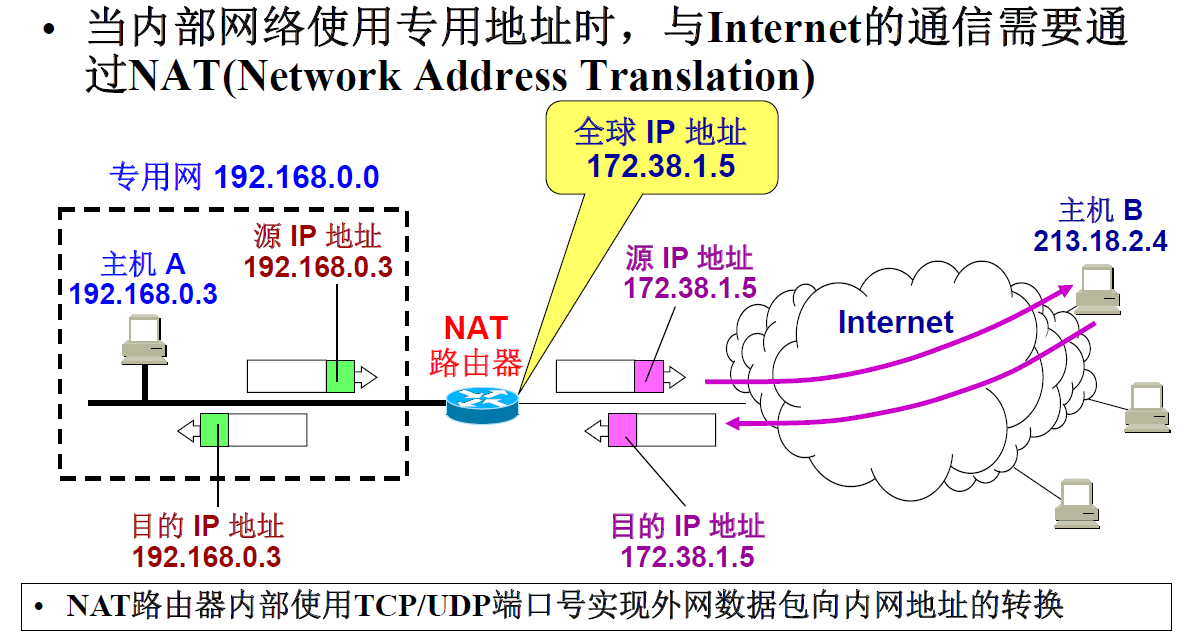 • 当内部网络使用专用地址时，与Internet的通信需要通
过NAT(Network Address Translation)
全球 IP 地址
172.38.1.5
专用网 192.168.0.0
主机 B
213.18.2.4
源 IP 地址
192.168.0.3
主机 A
192.168.0.3
源 IP 地址
172.38.1.5
Internet
NAT
路由器
目的 IP 地址
192.168.0.3
目的 IP 地址
172.38.1.5
• NAT路由器内部使用TCP/UDP端口号实现外网数据包向内网地址的转换